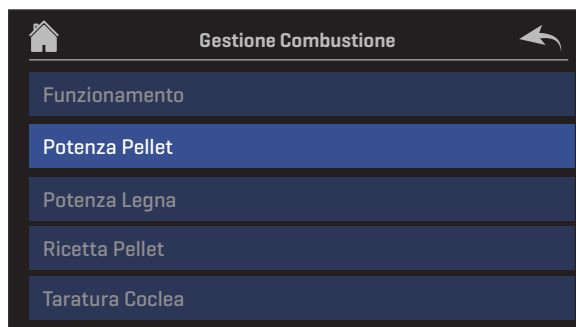 Gestione Combustione
Funzionamento
Potenza Pellet
Potenza Legna
Ricetta Pellet
Taratura Coclea